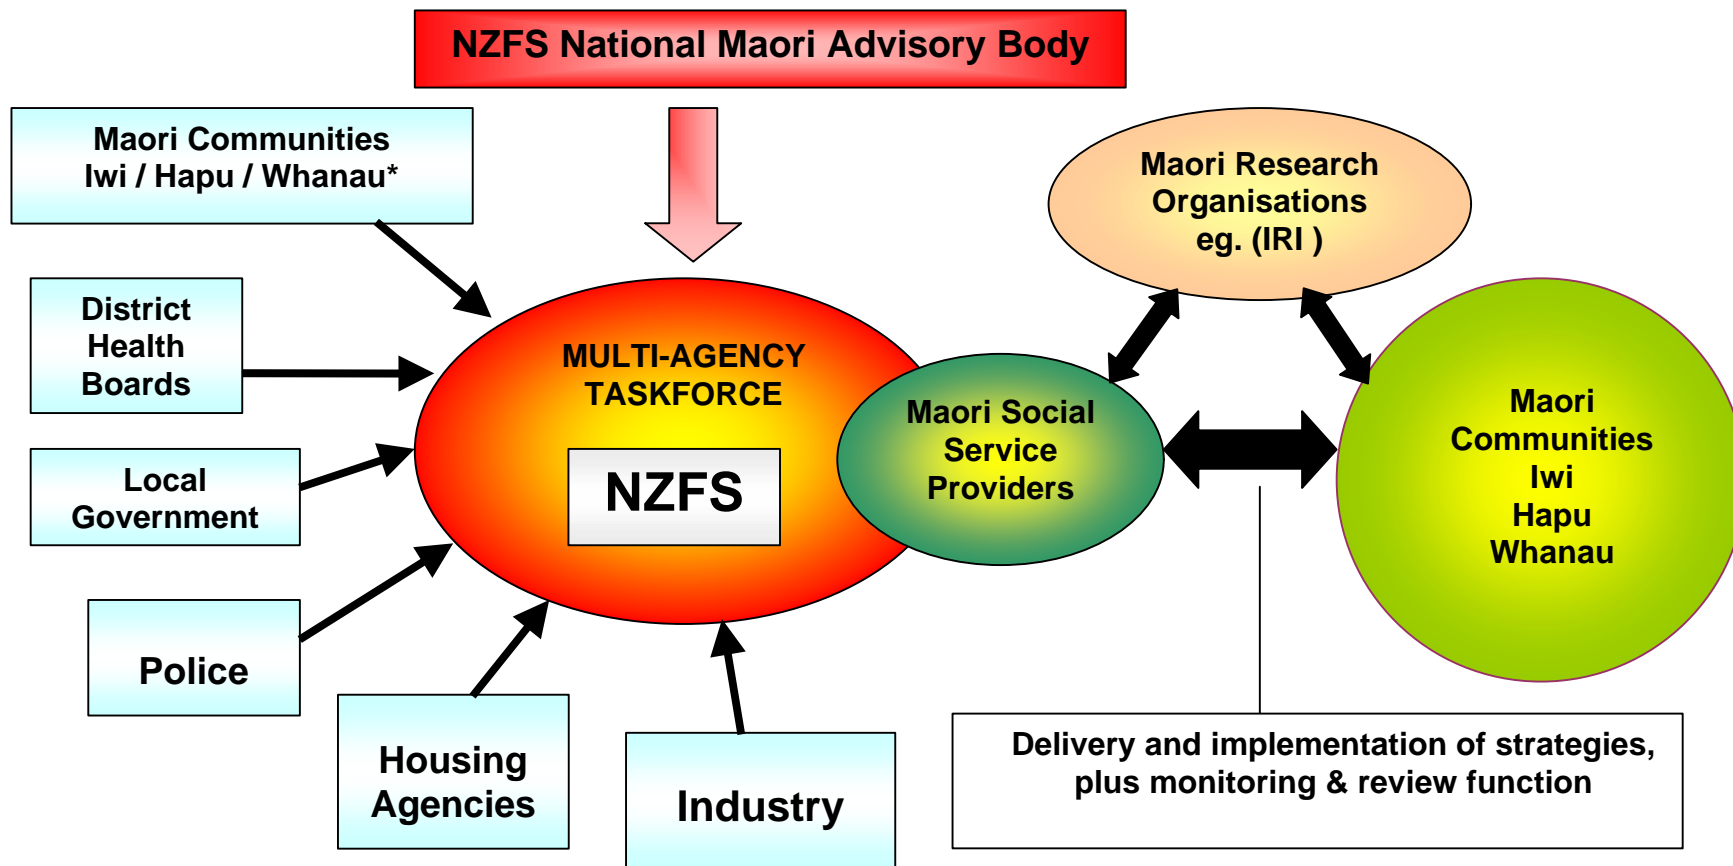 NZFS National Maori Advisory Body
Maori Communities
Iwi / Hapu / Whanau*
Maori Research
Organisations
eg. (IRI )
District
Health
Boards
MULTI-AGENCY
TASKFORCE
NZFS
Maori Social
Service
Providers
Maori
Communities
Iwi
Hapu
Whanau
Local
Government
Police
Housing
Agencies
Industry
Delivery and implementation of strategies,
plus monitoring & review function